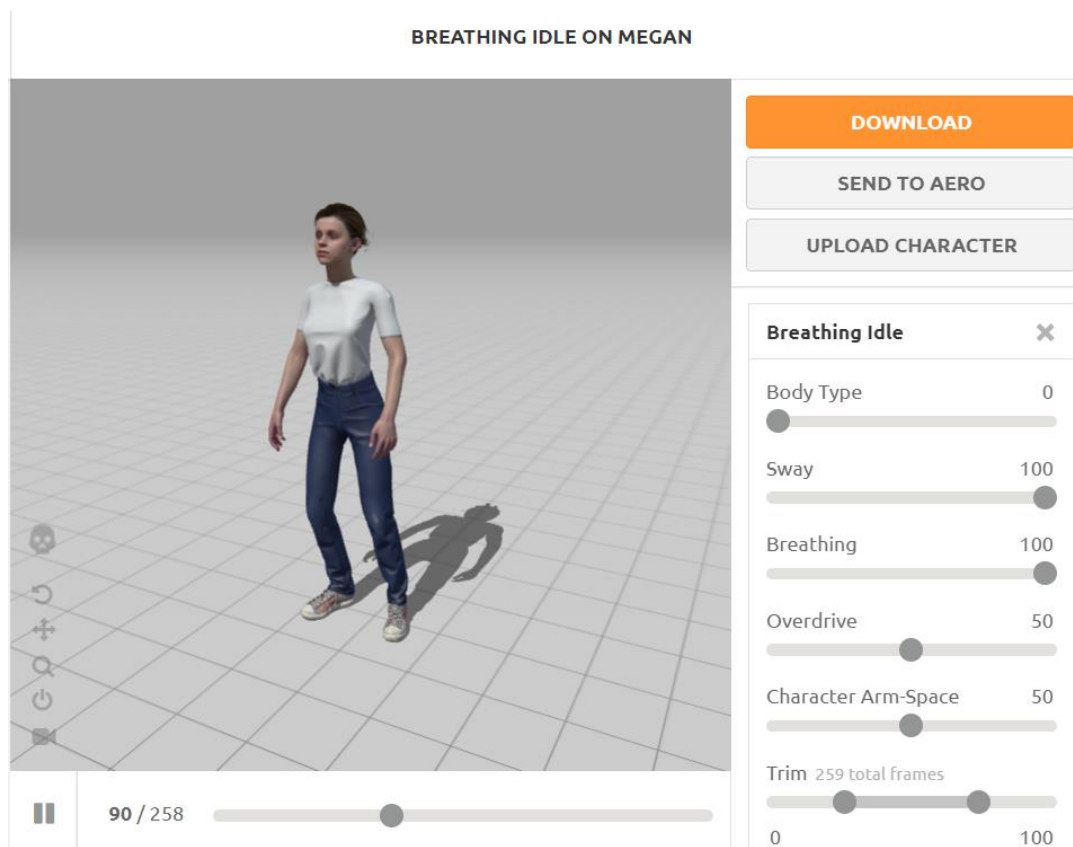 BREATHING IDLE ON MEGAN
DOWNLOAD
SEND TO AERO
UPLOAD CHARACTER
Breathing Idle
Body Type 0
Sway 100
Breathing 100
Overdrive 50
Character Arm-Space 50
Trim 259 total frames
0 100
90 / 258